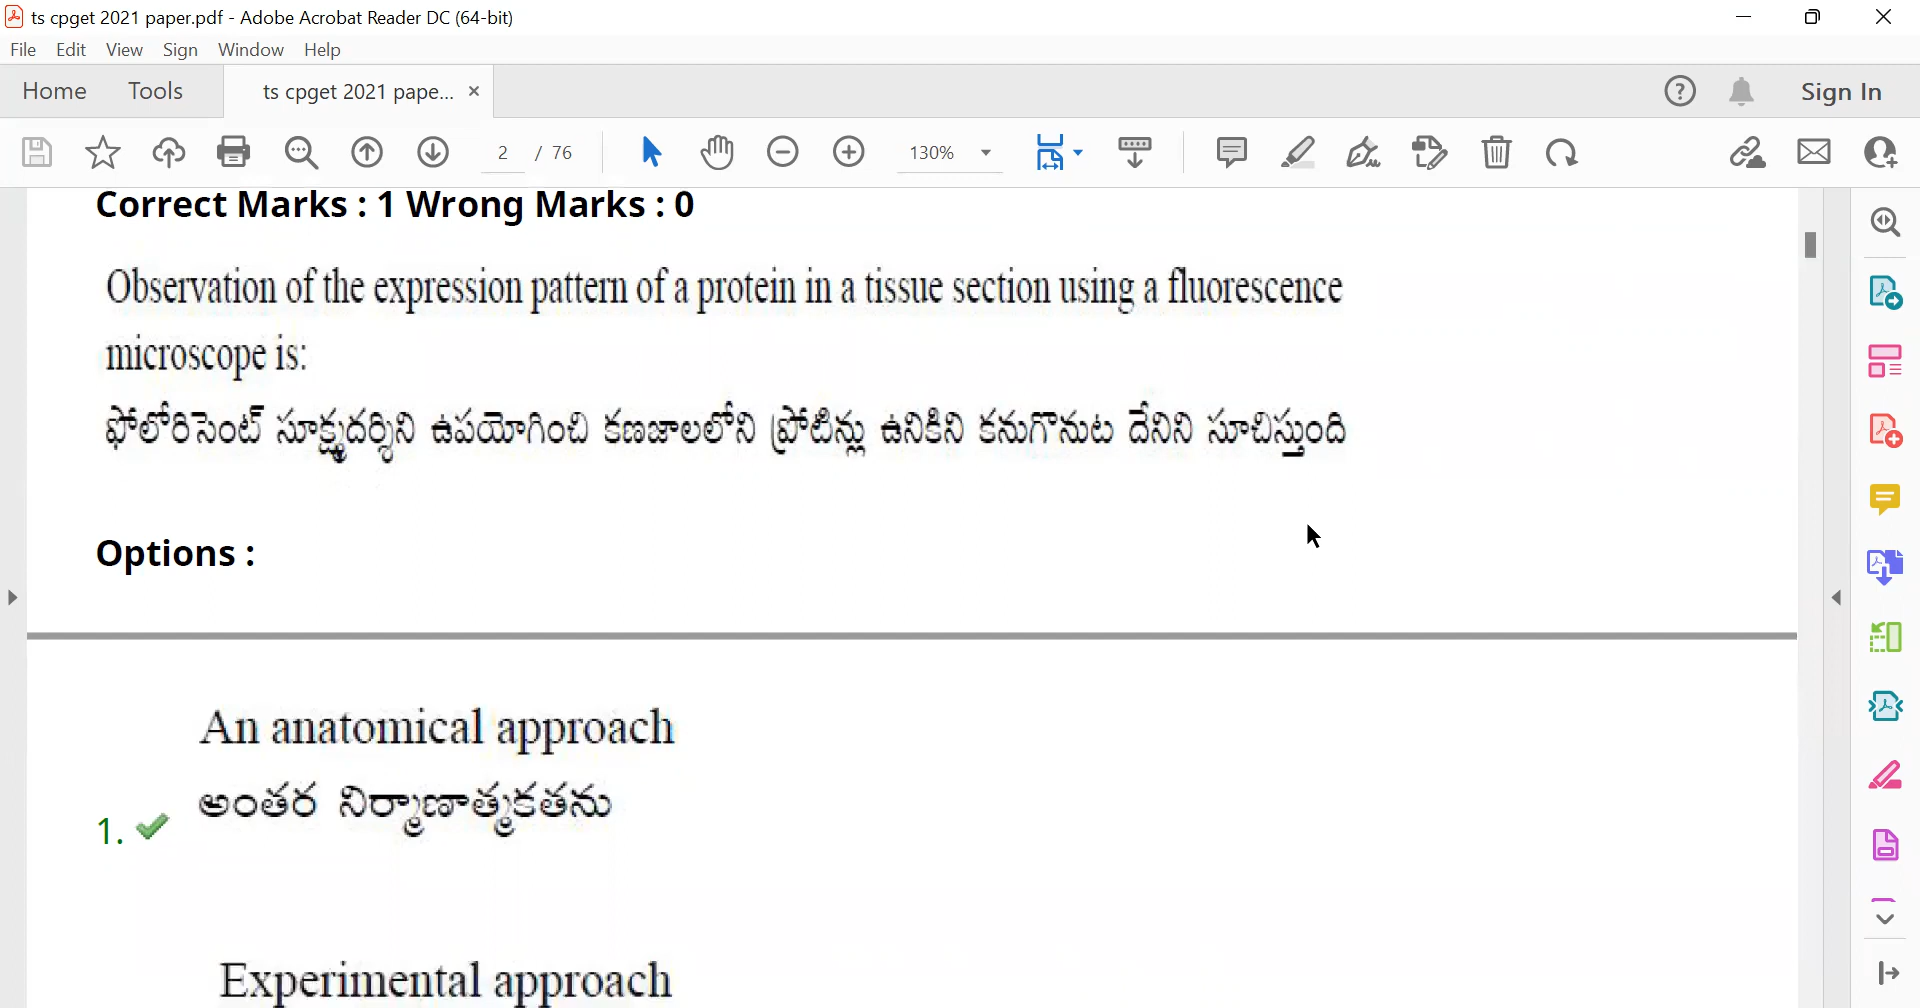 ts cpget 2021 paper.pdf - Adobe Acrobat Reader DC (64-bit)
File Edit View Sign Window Help
Home Tools ts cpget 2021 pape... × Sign In
2 / 76 130%
Correct Marks : 1 Wrong Marks : 0
Observation of the expression pattern of a protein in a tissue section using a fluorescence
microscope is:
ఫోలోరిసెంట్ సూక్ష్మదర్శిని ఉపయోగించి కణజాలలోని ప్రోటీన్లు ఉనికిని కనుగొనుట దేనిని సూచిస్తుంది
Options :
An anatomical approach
అంతర నిర్మాణాత్మకతను
1.
Experimental approach